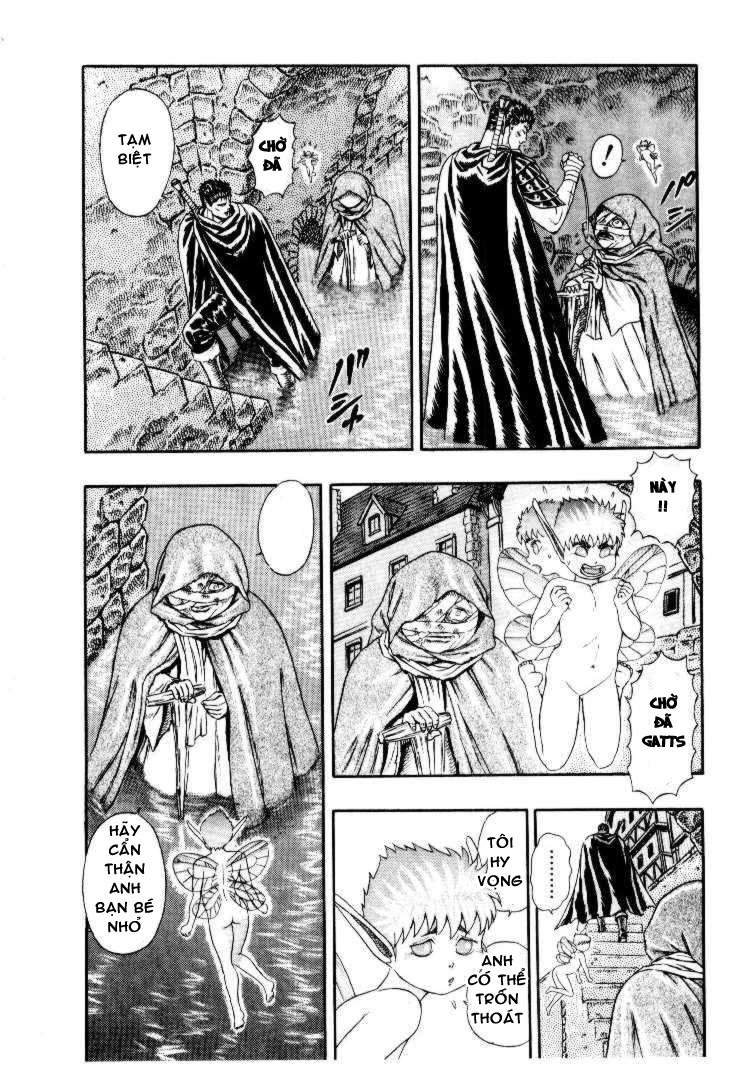 !
CHỜ
ĐÃ
TẠM
BIỆT
NÀY
!!
CHỜ
ĐÃ
GATTS
........
TÔI
HY
VỌNG
ANH
CÓ THỂ
TRỐN
THOÁT
HÃY
CẨN
THẬN
ANH
BẠN BÉ
NHỎ